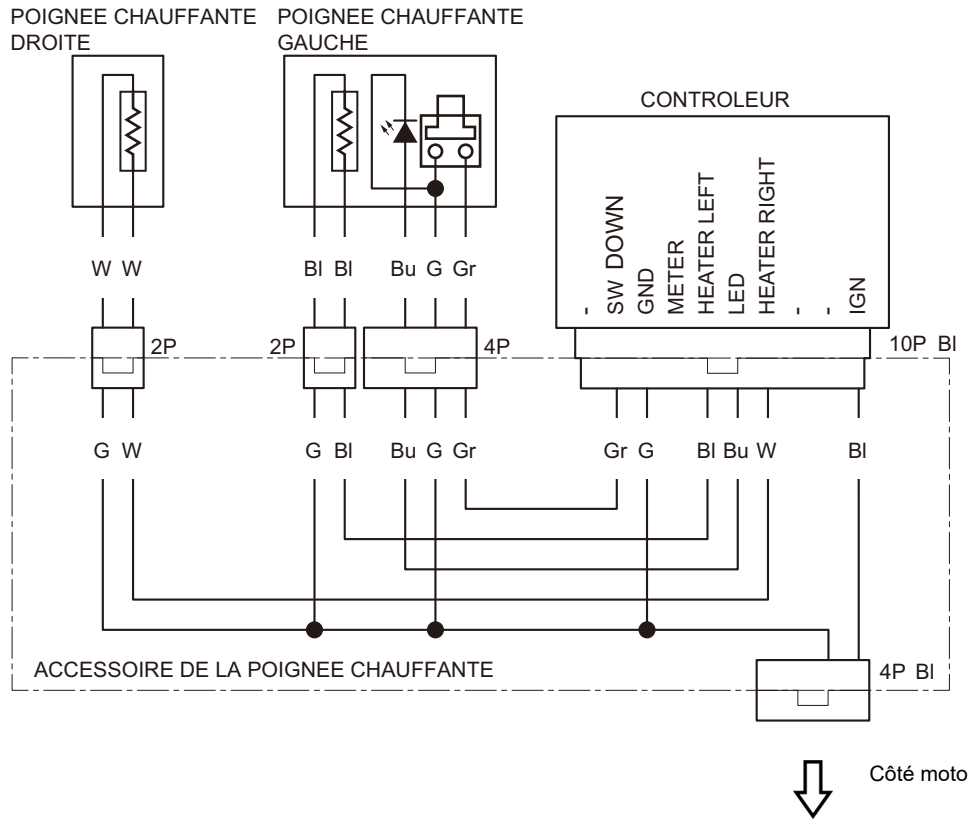 POIGNEE CHAUFFANTE
DROITE
POIGNEE CHAUFFANTE
GAUCHE
CONTROLEUR
-
SW DOWN
GND
METER
HEATER LEFT
LED
HEATER RIGHT
-
-
IGN
W W
Bl Bl
Bu G Gr
2P
2P
4P
10P Bl
G W
G Bl
Bu G Gr
Gr G
Bl Bu W
Bl
ACCESSOIRE DE LA POIGNEE CHAUFFANTE
4P Bl
Côté moto